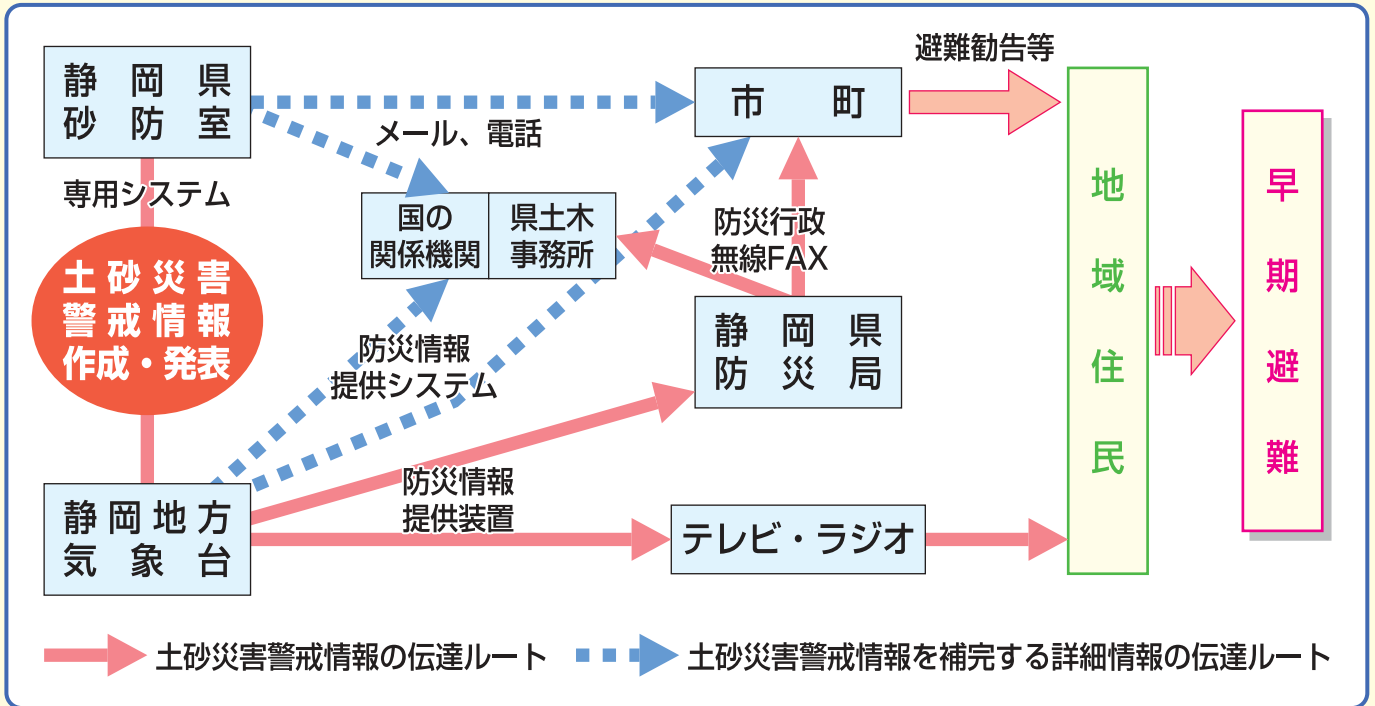 静岡県
砂防室
専用システム
土砂災害
警戒情報
作成・発表
静岡地方
気象台
メール、電話
国の
関係機関
県土木
事務所
防災情報
提供システム
防災情報
提供装置
市町
防災行政
無線FAX
静岡県
防災局
テレビ・ラジオ
避難勧告等
地域住民
早期避難
土砂災害警戒情報の伝達ルート
土砂災害警戒情報を補完する詳細情報の伝達ルート